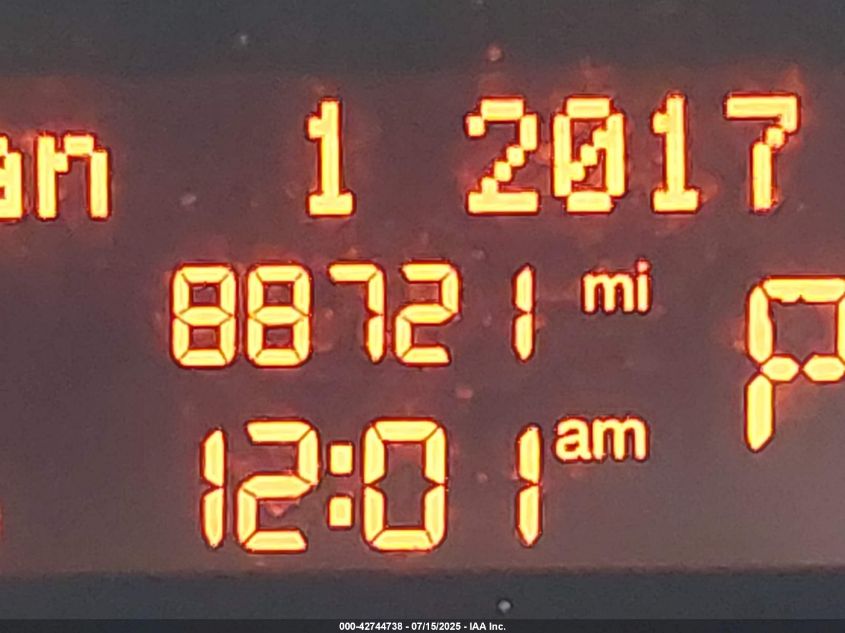 an 1 2017
88721 mi
12:01 am
P
000-42744738 - 07/15/2025 - IAA Inc.